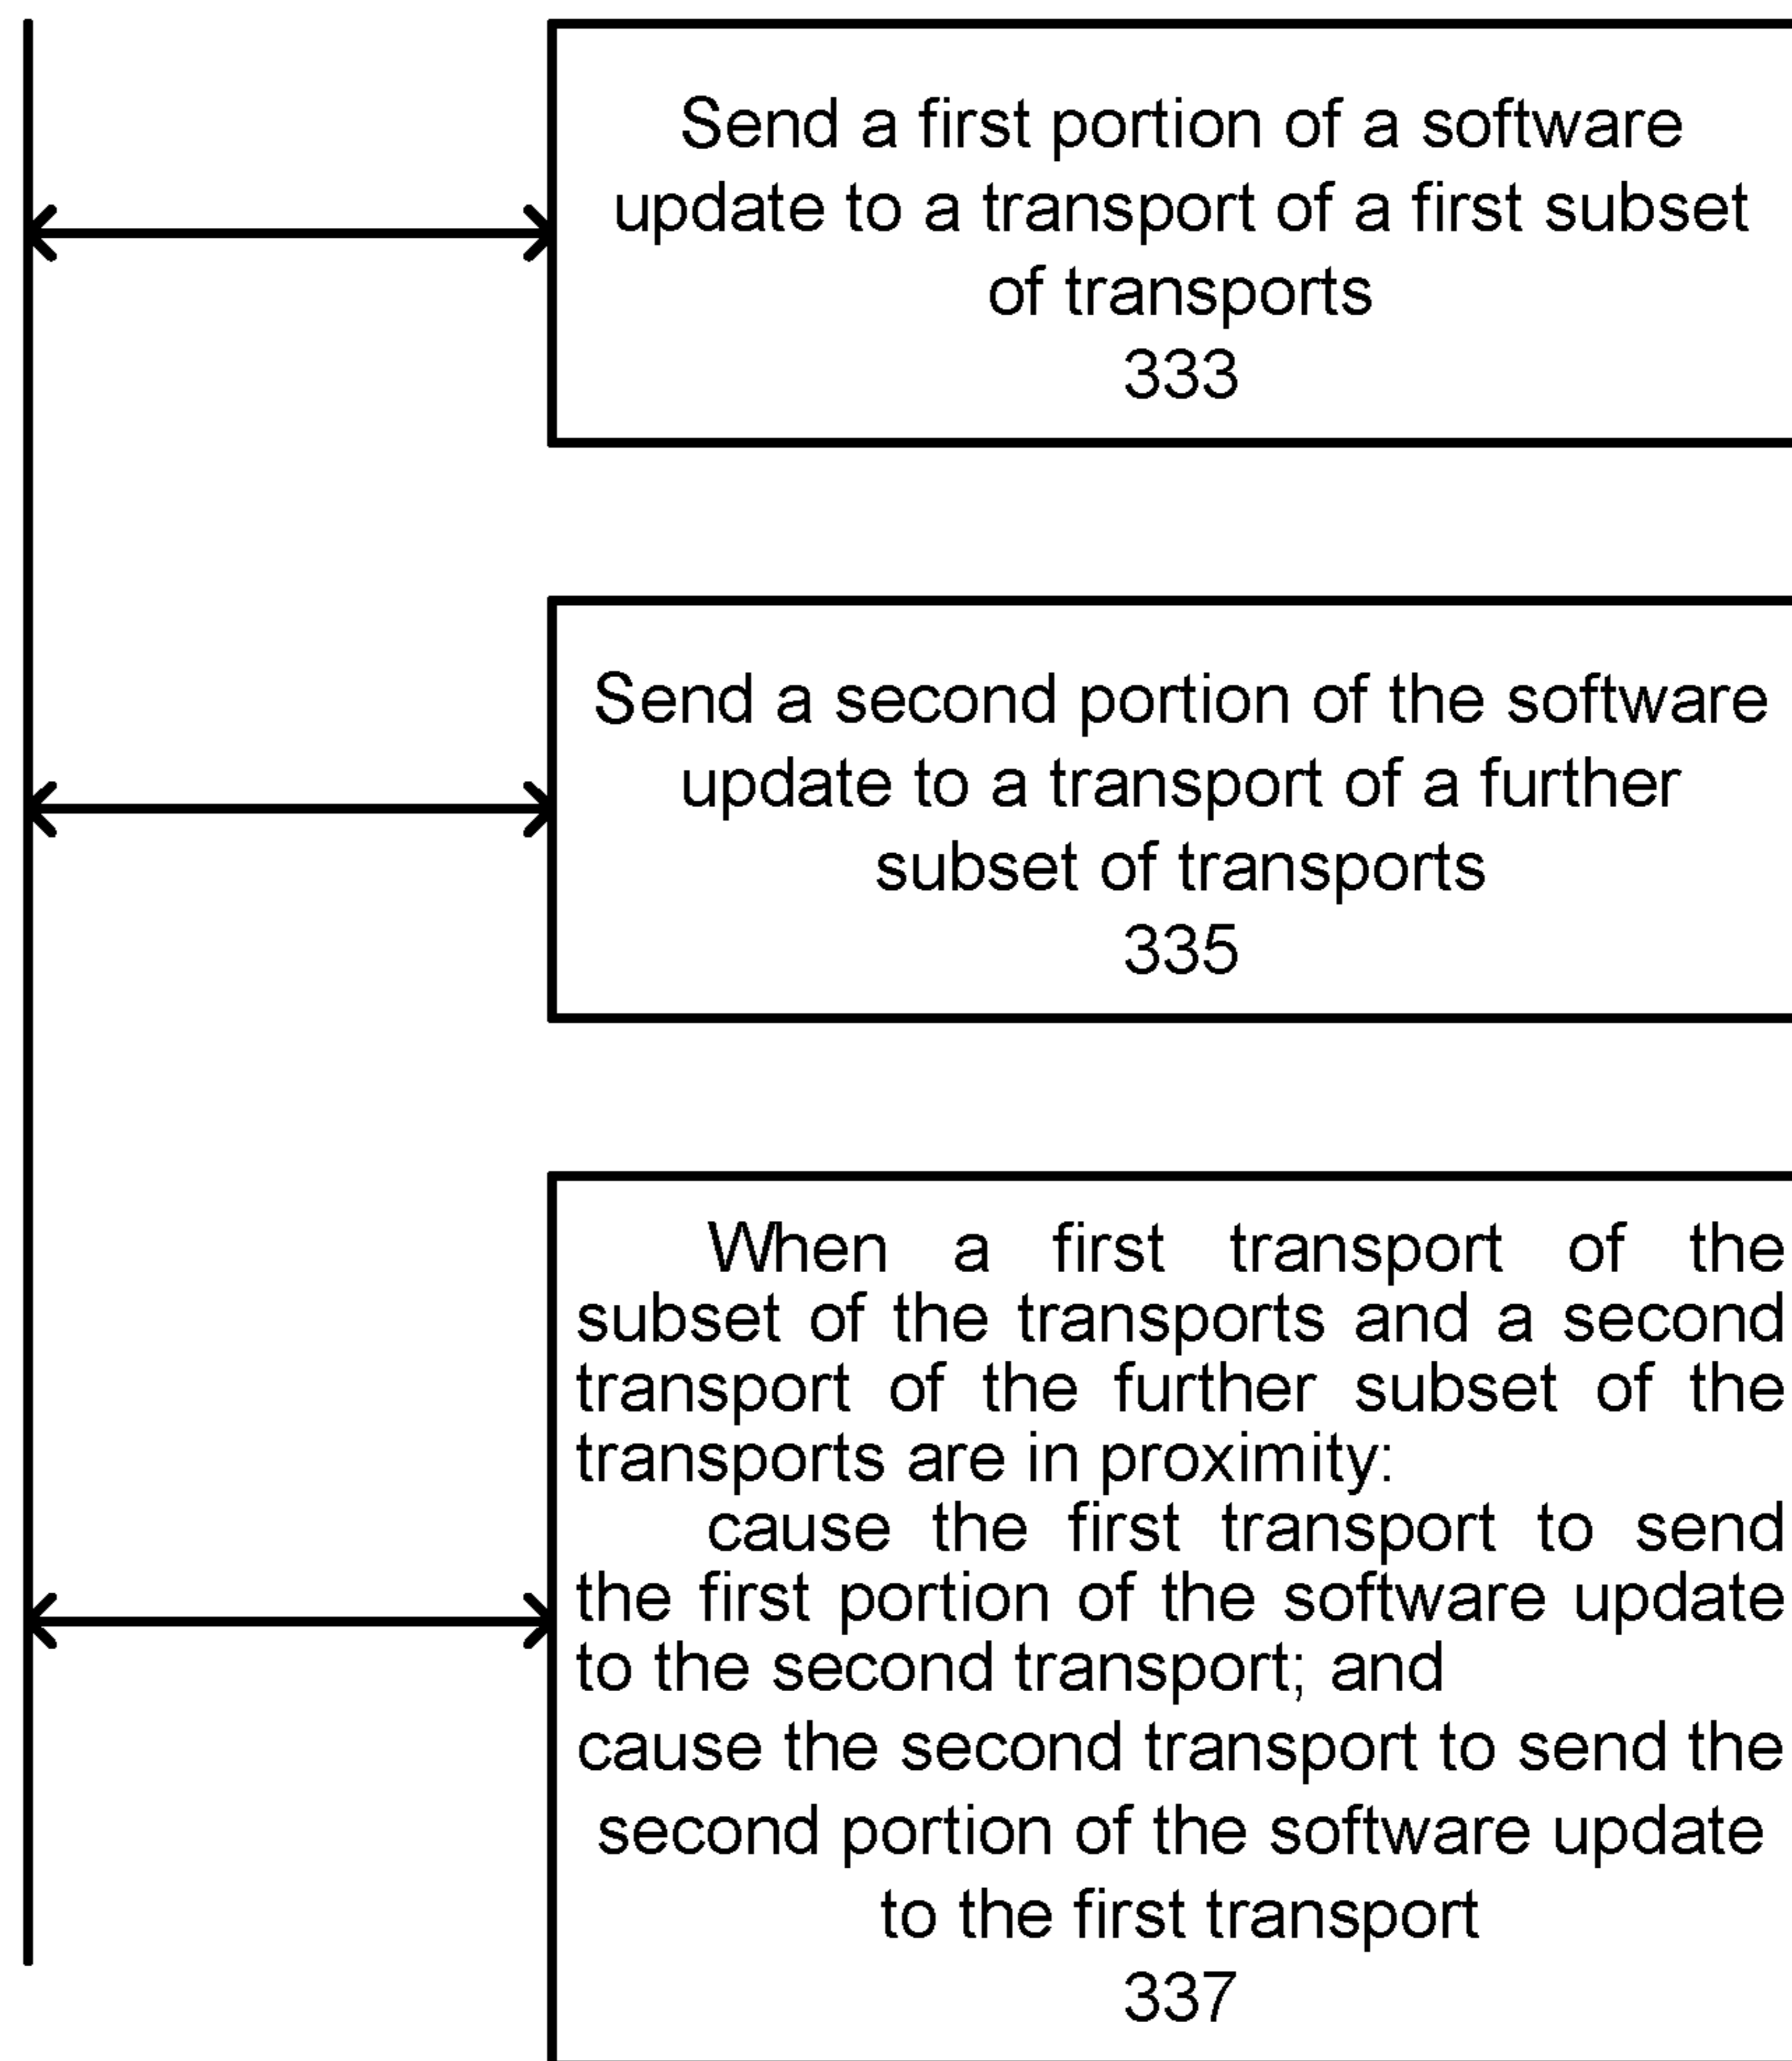 Send a first portion of a software
update to a transport of a first subset
of transports
333
Send a second portion of the software
update to a transport of a further
subset of transports
335
When a first transport of the
subset of the transports and a second
transport of the further subset of the
transports are in proximity:
cause the first transport to send
the first portion of the software update
to the second transport; and
cause the second transport to send the
second portion of the software update
to the first transport
337